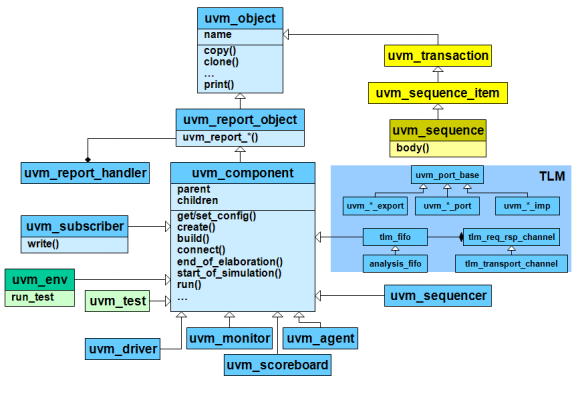 uvm_object
name
copy()
clone()
...
print()
uvm_transaction
uvm_sequence_item
uvm_sequence
body()
uvm_report_object
uvm_report_*()
uvm_report_handler
uvm_component
parent
children
get/set_config()
create()
build()
connect()
end_of_elaboration()
start_of_simulation()
run()
...
TLM
uvm_port_base
uvm_*_export
uvm_*_port
uvm_*_imp
tlm_fifo
tlm_req_rsp_channel
analysis_fifo
tlm_transport_channel
uvm_subscriber
write()
uvm_env
run_test
uvm_test
uvm_sequencer
uvm_driver
uvm_monitor
uvm_agent
uvm_scoreboard